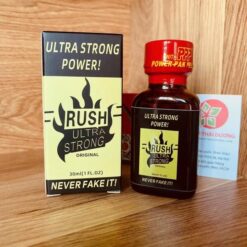 ULTRA STRONG
POWER!
RUSH
ULTRA
STRONG
ORIGINAL
30ml(1 FL.OZ)
NEVER FAKE IT!
POWER-PAK
ULTRA STRONG
POWER!
RUSH
ULTRA
STRONG
ORIGINAL
NEVER FAKE IT!